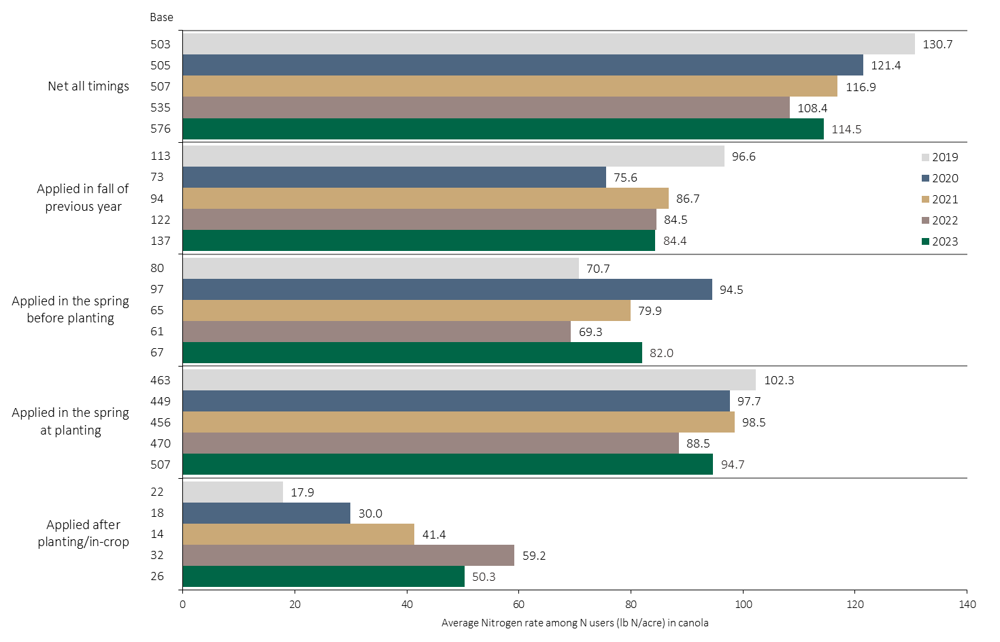 Base
503 130.7
505 121.4
Net all timings 507 116.9
535 108.4
576 114.5
113 96.6
73 75.6
Applied in fall of
previous year
94 86.7
122 84.5
137 84.4
2019
2020
2021
2022
2023
80 70.7
97 94.5
Applied in the spring
before planting
65 79.9
61 69.3
67 82.0
463 102.3
449 97.7
Applied in the spring
at planting
456 98.5
470 88.5
507 94.7
22 17.9
18 30.0
Applied after
planting/in-crop
14 41.4
32 59.2
26 50.3
0 20 40 60 80 100 120 140
Average Nitrogen rate among N users (lb N/acre) in canola